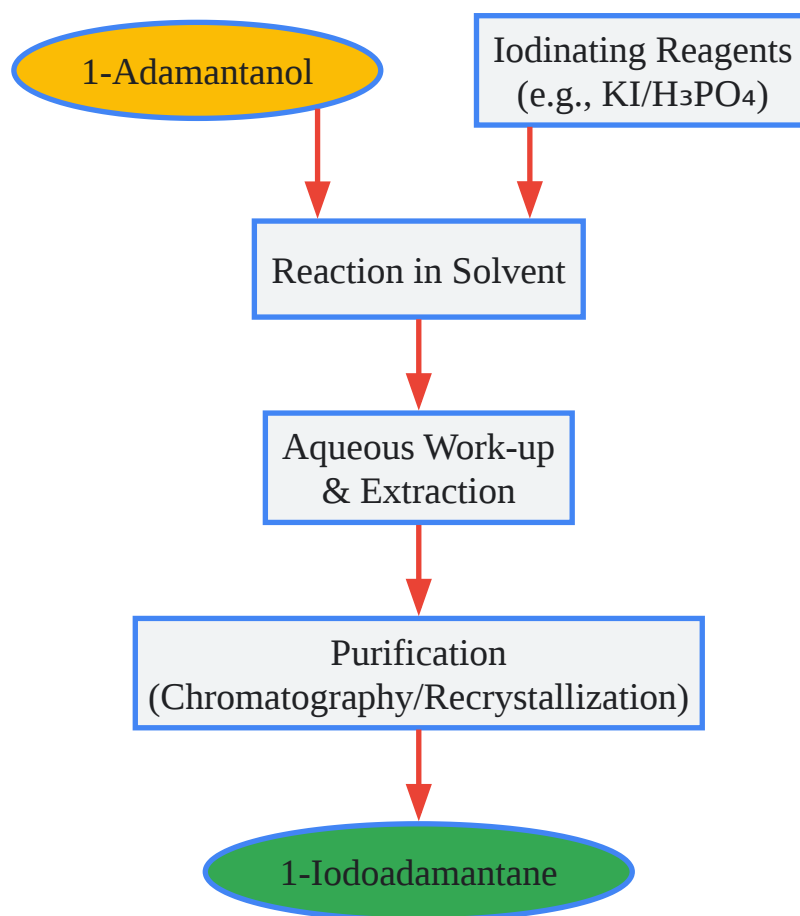 1-Adamantanol
Iodinating Reagents
(e.g., KI/H₃PO₄)
Reaction in Solvent
Aqueous Work-up
& Extraction
Purification
(Chromatography/Recrystallization)
1-Iodoadamantane